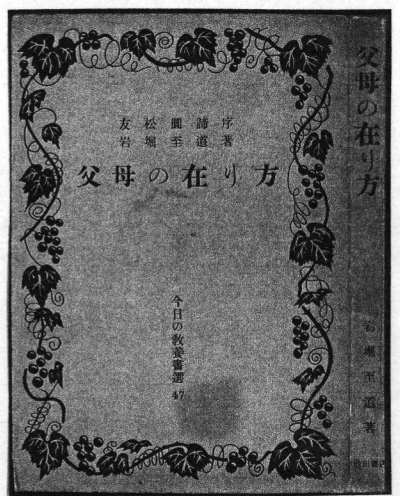 友松圓諦序
岩堀至道著
父母の在り方
今日の教養書選 47
父母の在り方
岩堀至道著